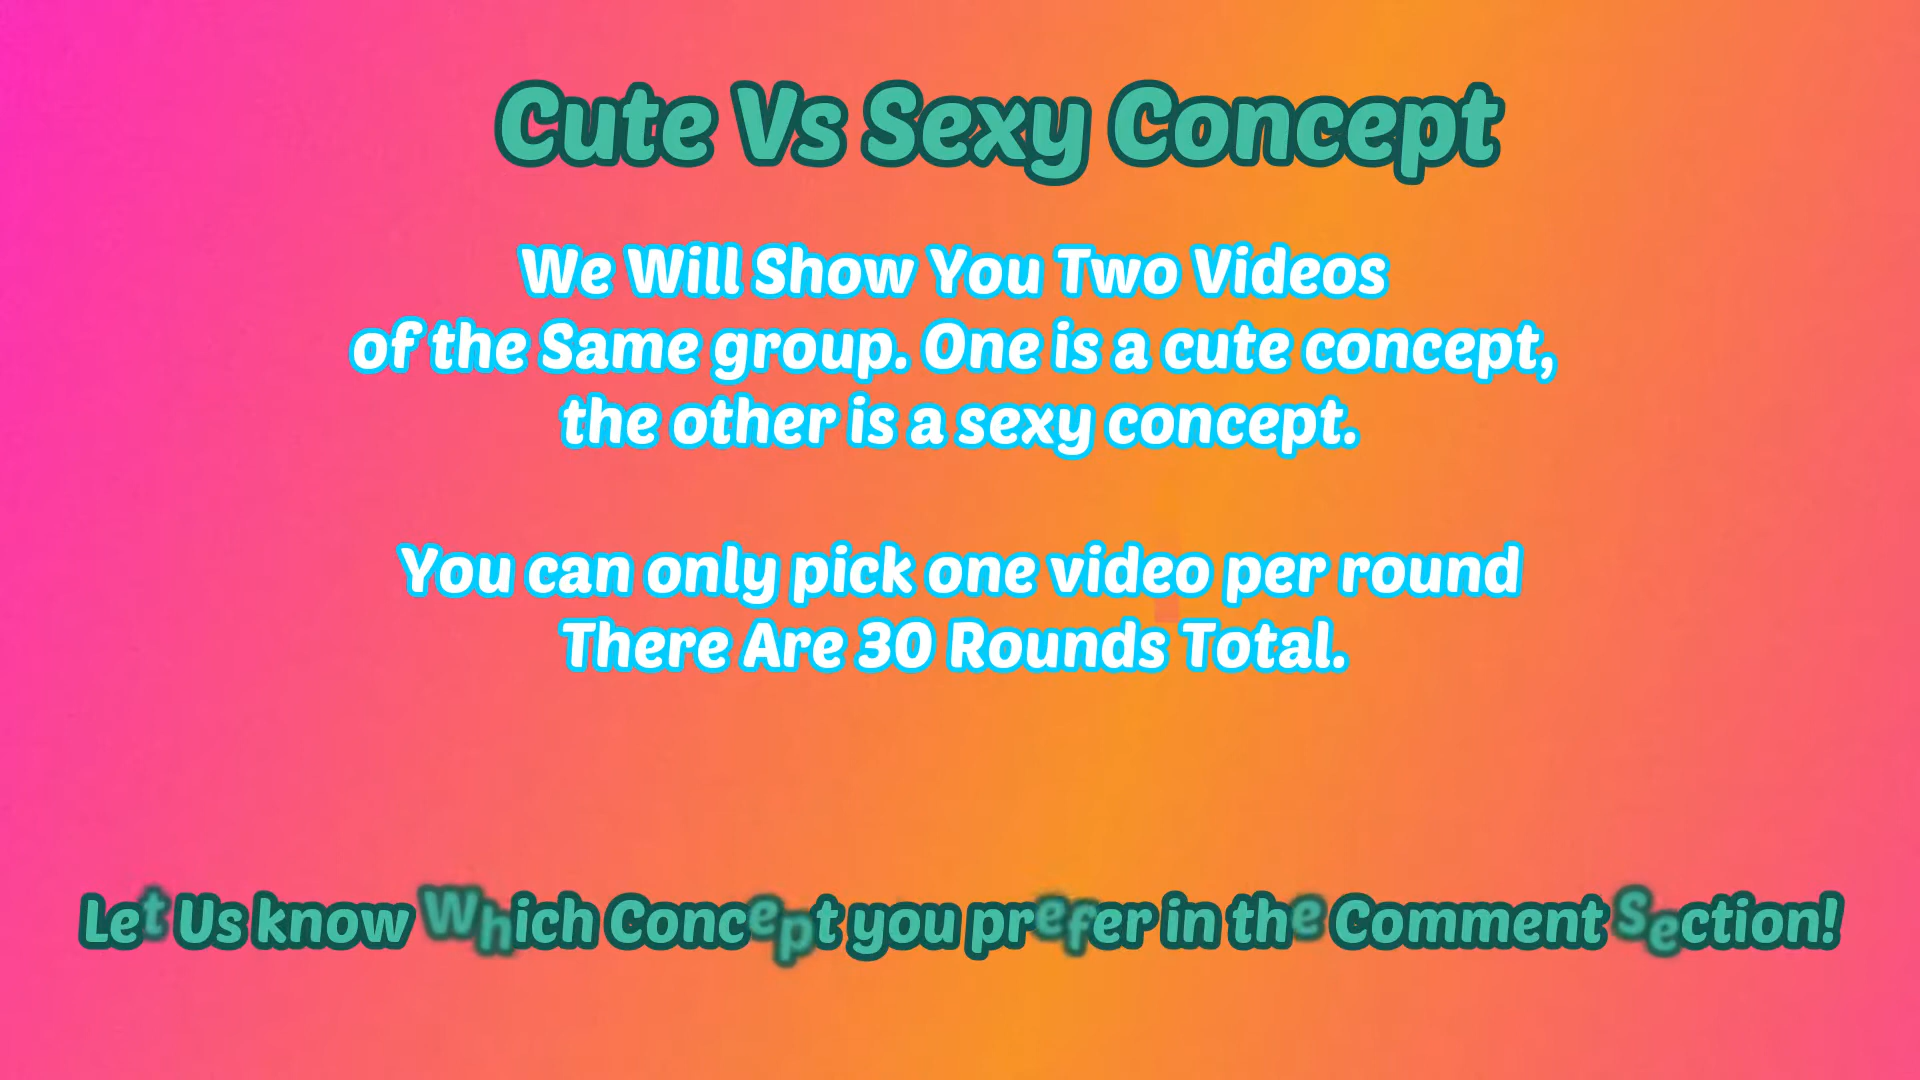 Cute Vs Sexy Concept
We Will Show You Two Videos
of the Same group. One is a cute concept,
the other is a sexy concept.
You can only pick one video per round
There Are 30 Rounds Total.
Let Us know Which Concept you prefer in the Comment Section!